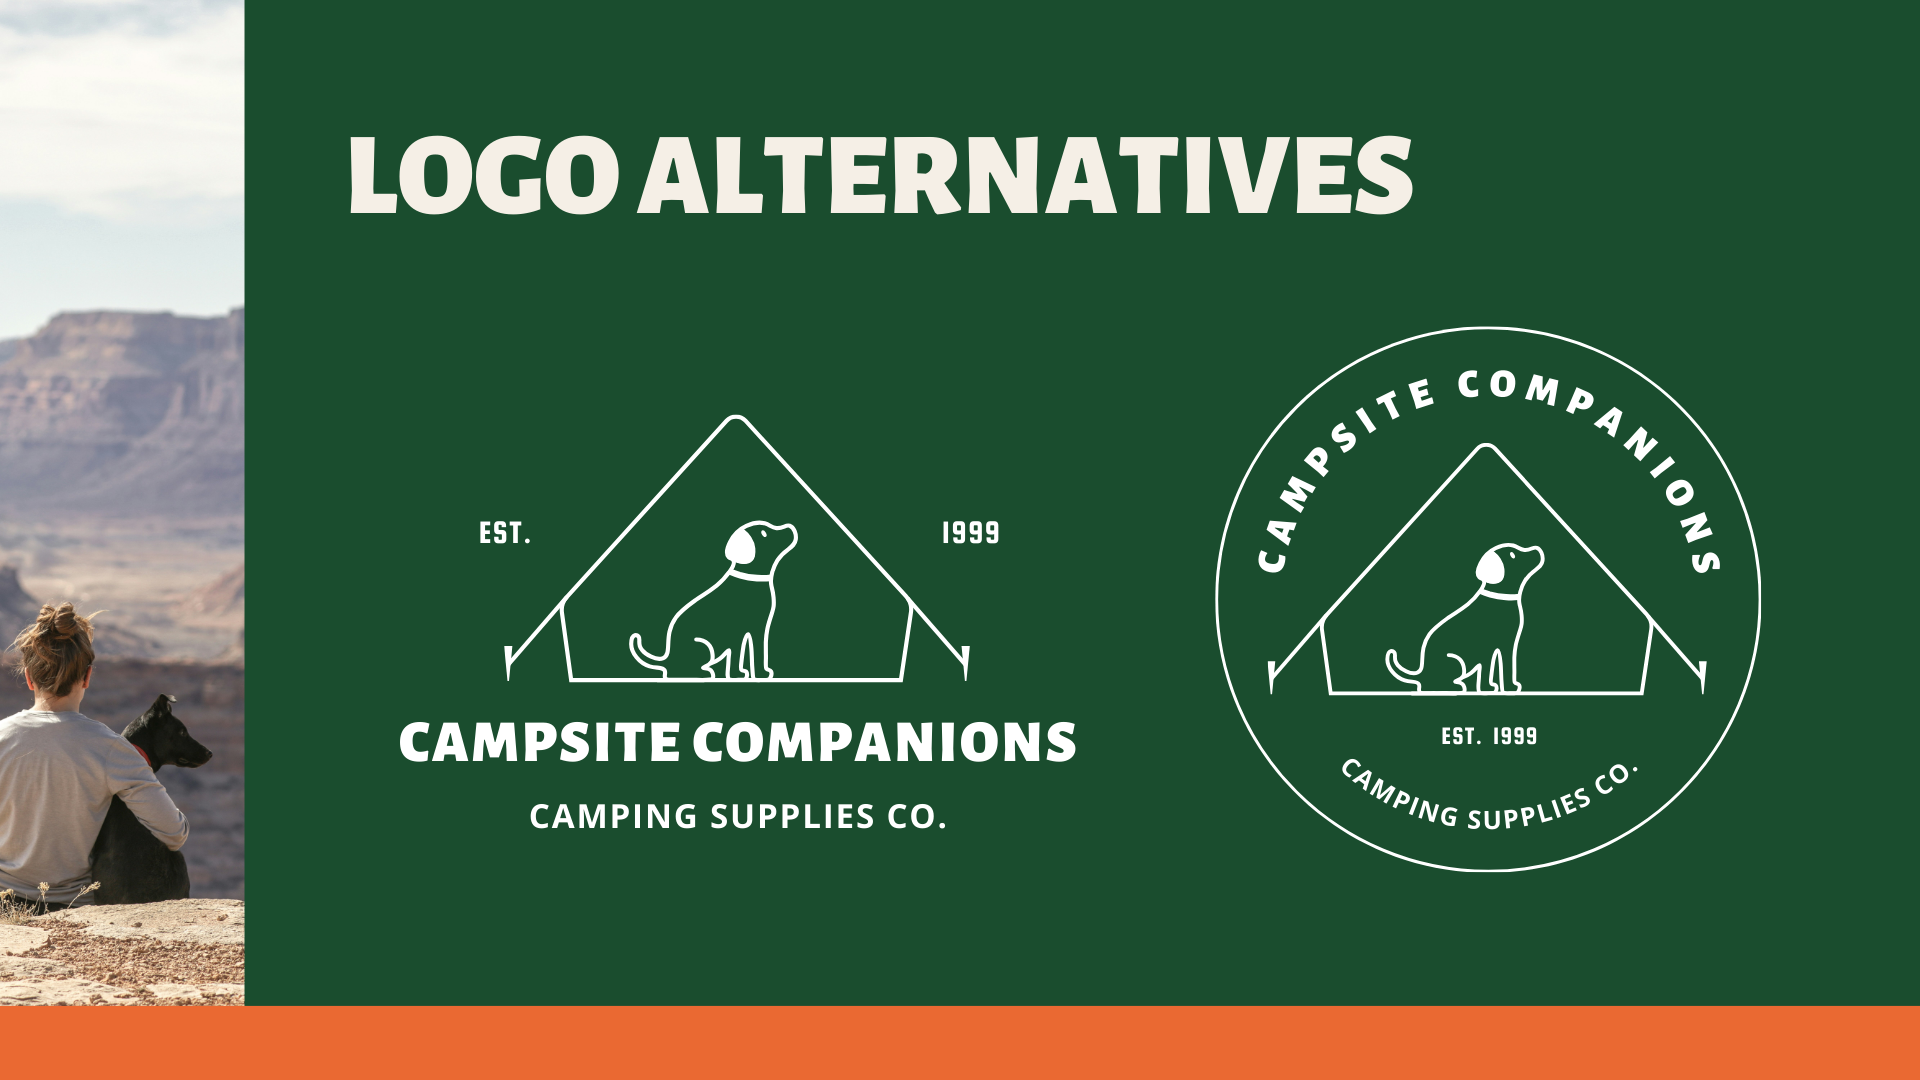 LOGO ALTERNATIVES
EST. 1999
CAMPSITE COMPANIONS
CAMPING SUPPLIES CO.
CAMPSITE COMPANIONS
EST. 1999
CAMPING SUPPLIES CO.